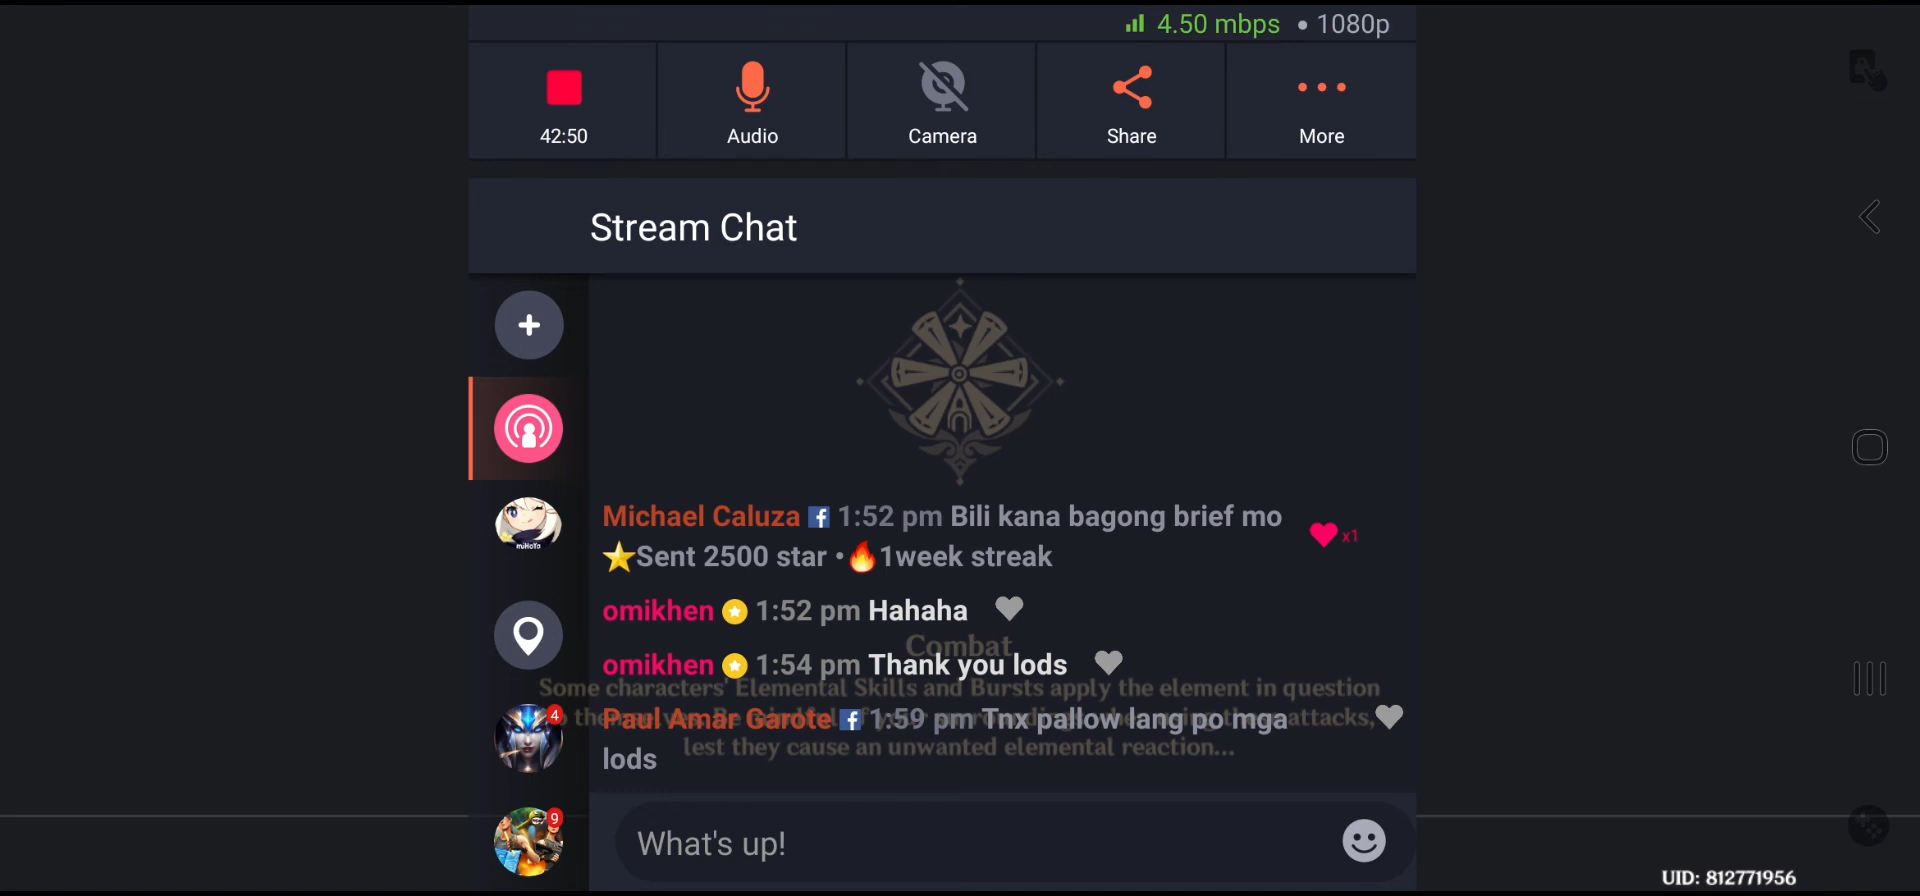 4.50 mbps • 1080p
42:50
Audio
Camera
Share
More
Stream Chat
miHoYo
Michael Caluza 1:52 pm Bili kana bagong brief mo
⭐Sent 2500 star •🔥1week streak
x1
omikhen 1:52 pm Hahaha
Combat
omikhen 1:54 pm Thank you lods
Some characters' Elemental Skills and Bursts apply the element in question
4
Paul Amar Garote 1:59 pm Tnx pallow lang po mga
attacks,
lods
lest they cause an unwanted elemental reaction...
9
What's up!
UID: 812771956